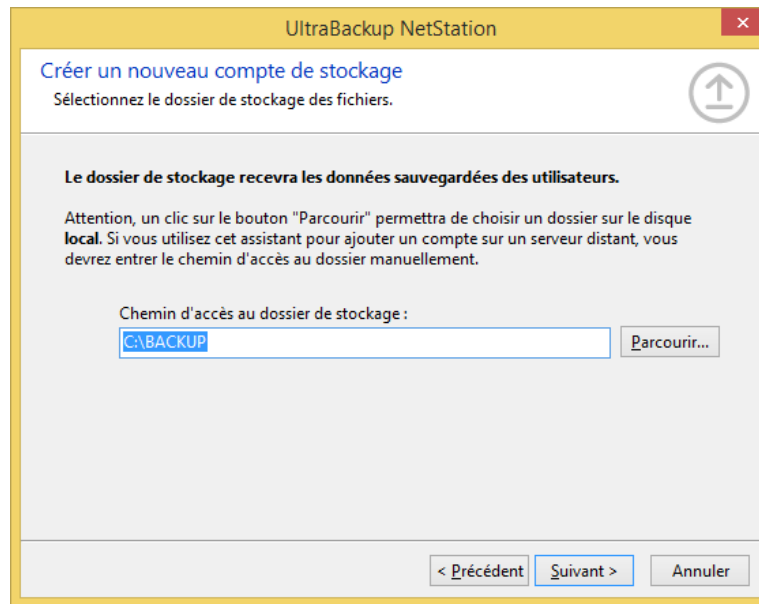 UltraBackup NetStation
Créer un nouveau compte de stockage
Sélectionnez le dossier de stockage des fichiers.
Le dossier de stockage recevra les données sauvegardées des utilisateurs.
Attention, un clic sur le bouton "Parcourir" permettra de choisir un dossier sur le disque
local. Si vous utilisez cet assistant pour ajouter un compte sur un serveur distant, vous
devrez entrer le chemin d'accès au dossier manuellement.
Chemin d'accès au dossier de stockage :
C:\BACKUP
Parcourir...
< Précédent
Suivant >
Annuler